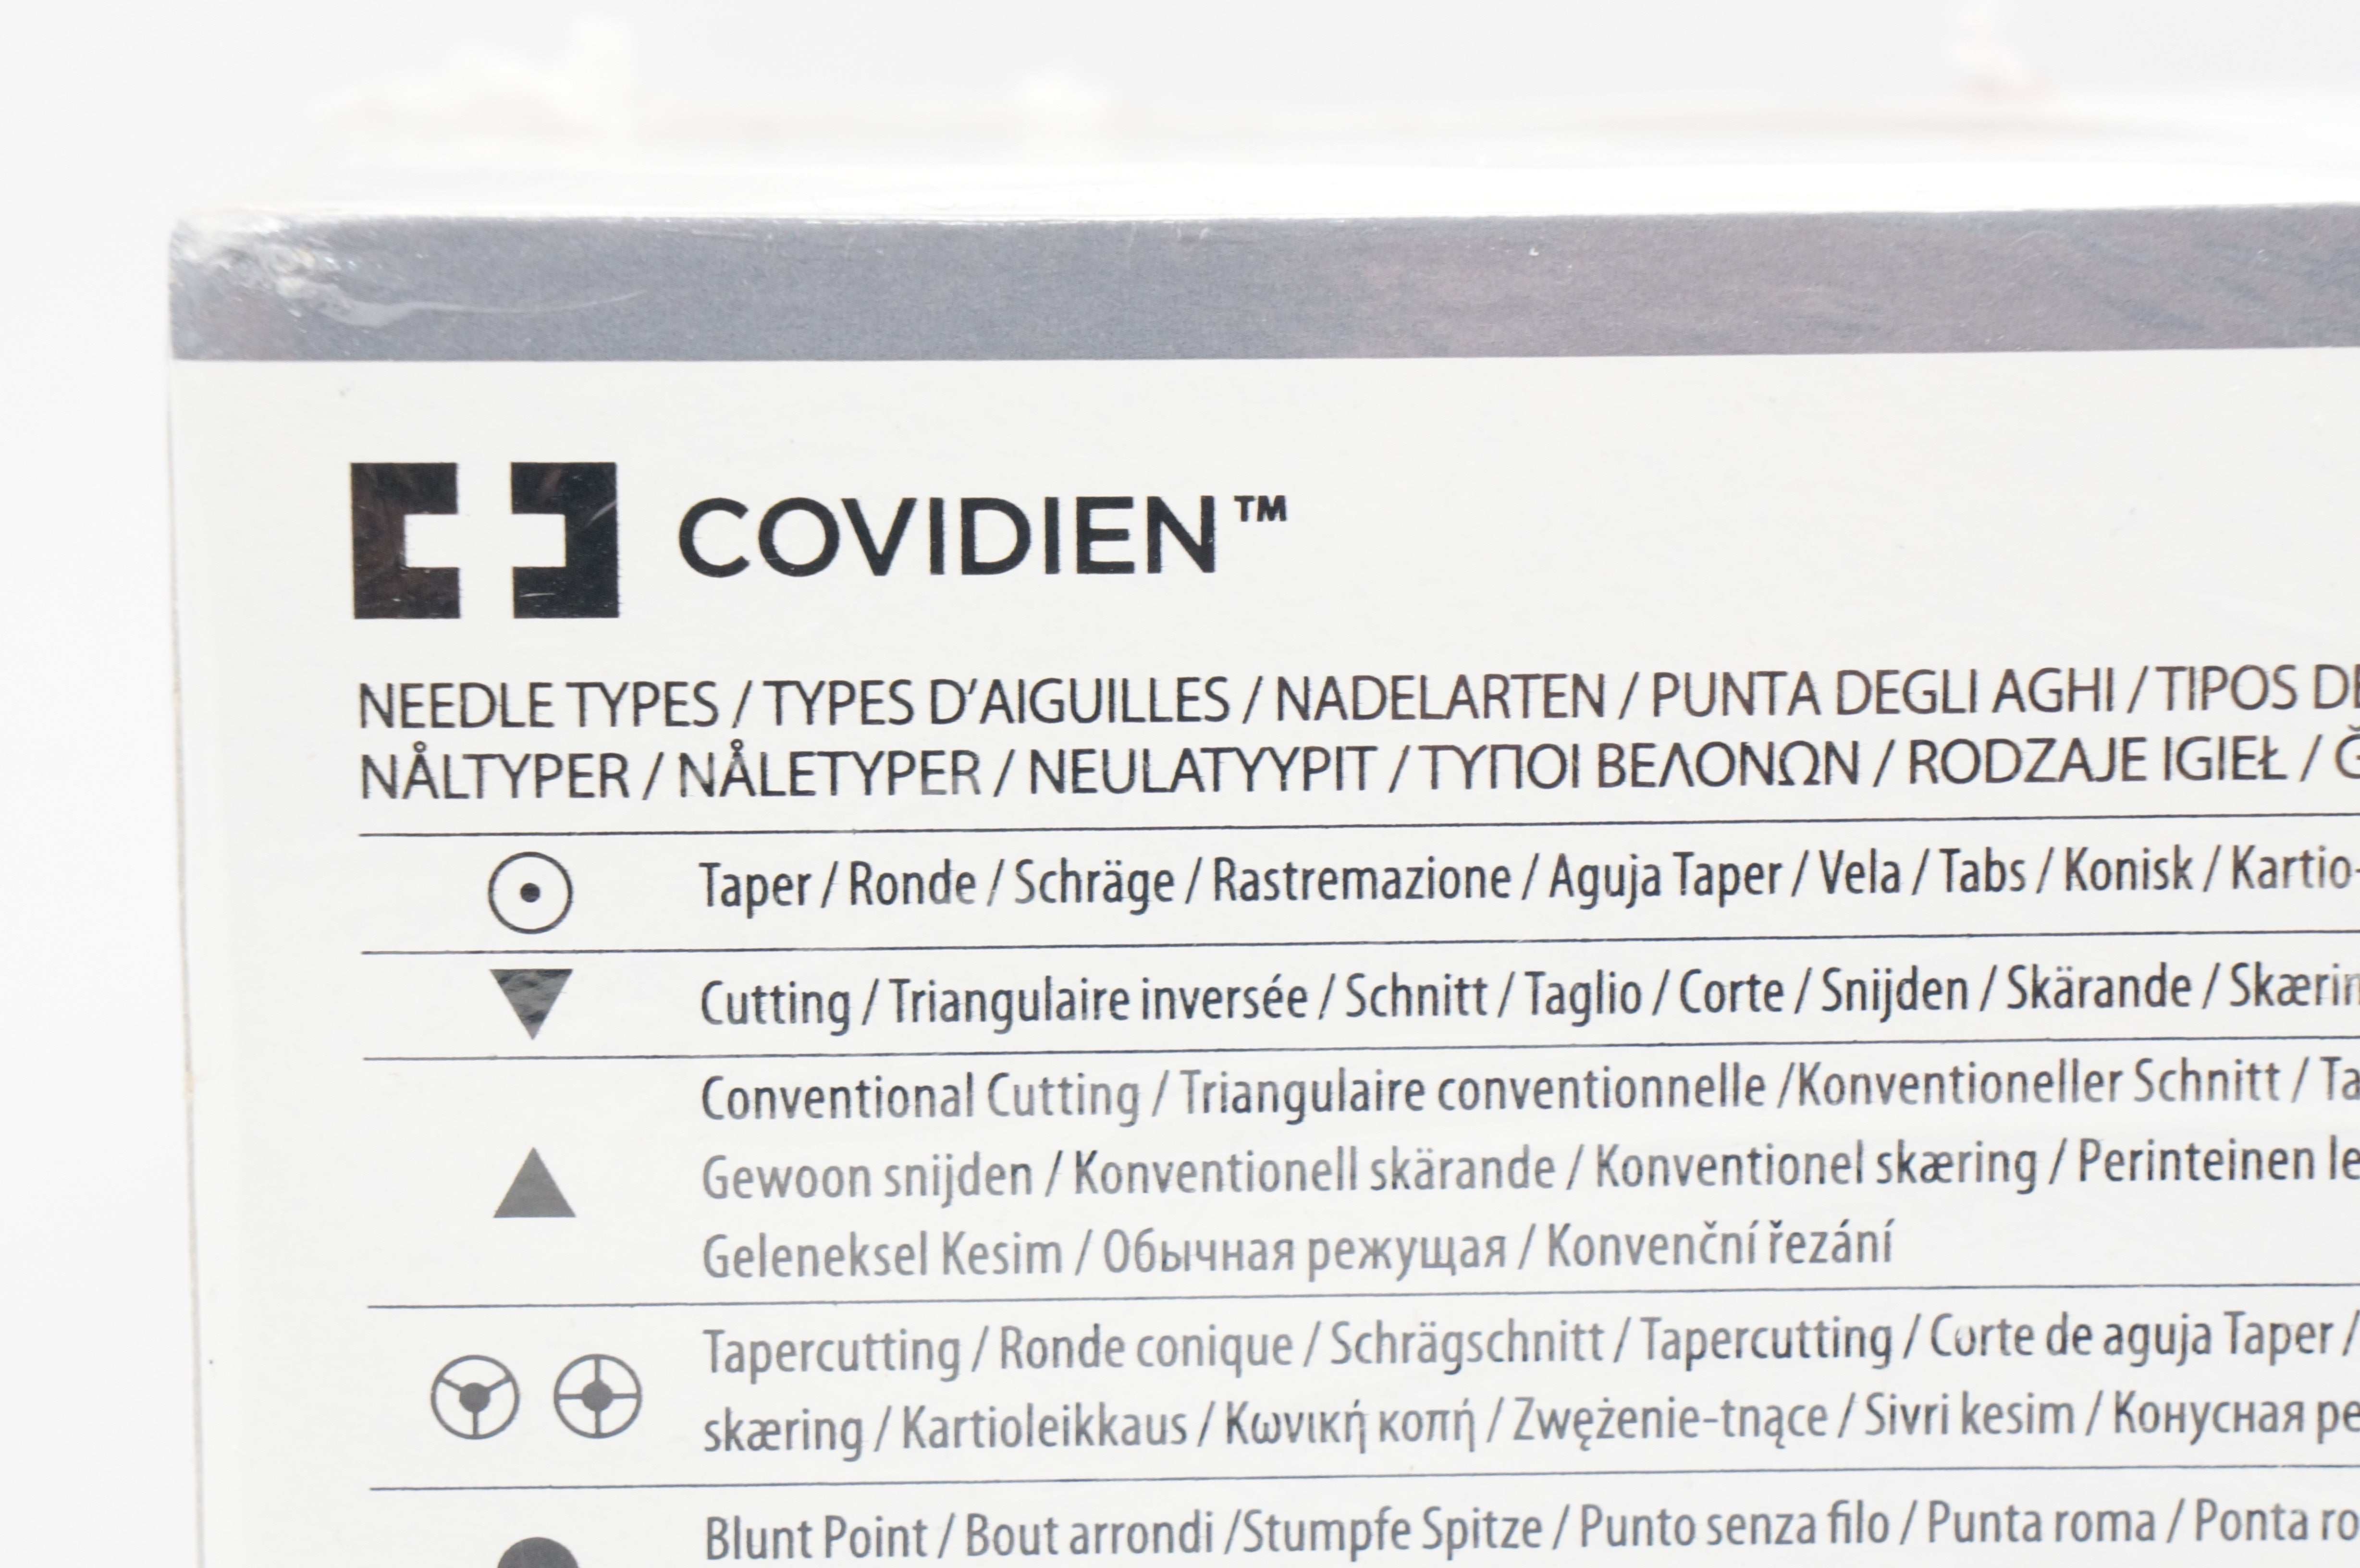 COVIDIEN™
NEEDLE TYPES / TYPES D'AIGUILLES / NADELARTEN / PUNTA DEGLI AGHI / TIPOS
NÅLTYPER / NÅLETYPER / NEULATYYPIT / ΤΥΠΟΙ ΒΕΛΟΝΩΝ / RODZAJE IGIEŁ /
Taper / Ronde / Schräge / Rastremazione / Aguja Taper / Vela / Tabs / Konisk / Kartio-
Cutting / Triangulaire inversée / Schnitt / Taglio / Corte / Snijden / Skärande /
Conventional Cutting / Triangulaire conventionnelle /Konventioneller Schnitt /
Gewoon snijden / Konventionell skärande / Konventionel skæring / Perinteinen
Geleneksel Kesim / Обычная режущая / Konvenční řezání
Tapercutting / Ronde conique / Schrägschnitt / Tapercutting / Corte de aguja Taper /
skæring / Kartioleikkaus / Κωνική κοπή / Zwężenie-tnące / Sivri kesim / Конусная
Blunt Point / Bout arrondi /Stumpfe Spitze / Punto senza filo / Punta roma / Ponta